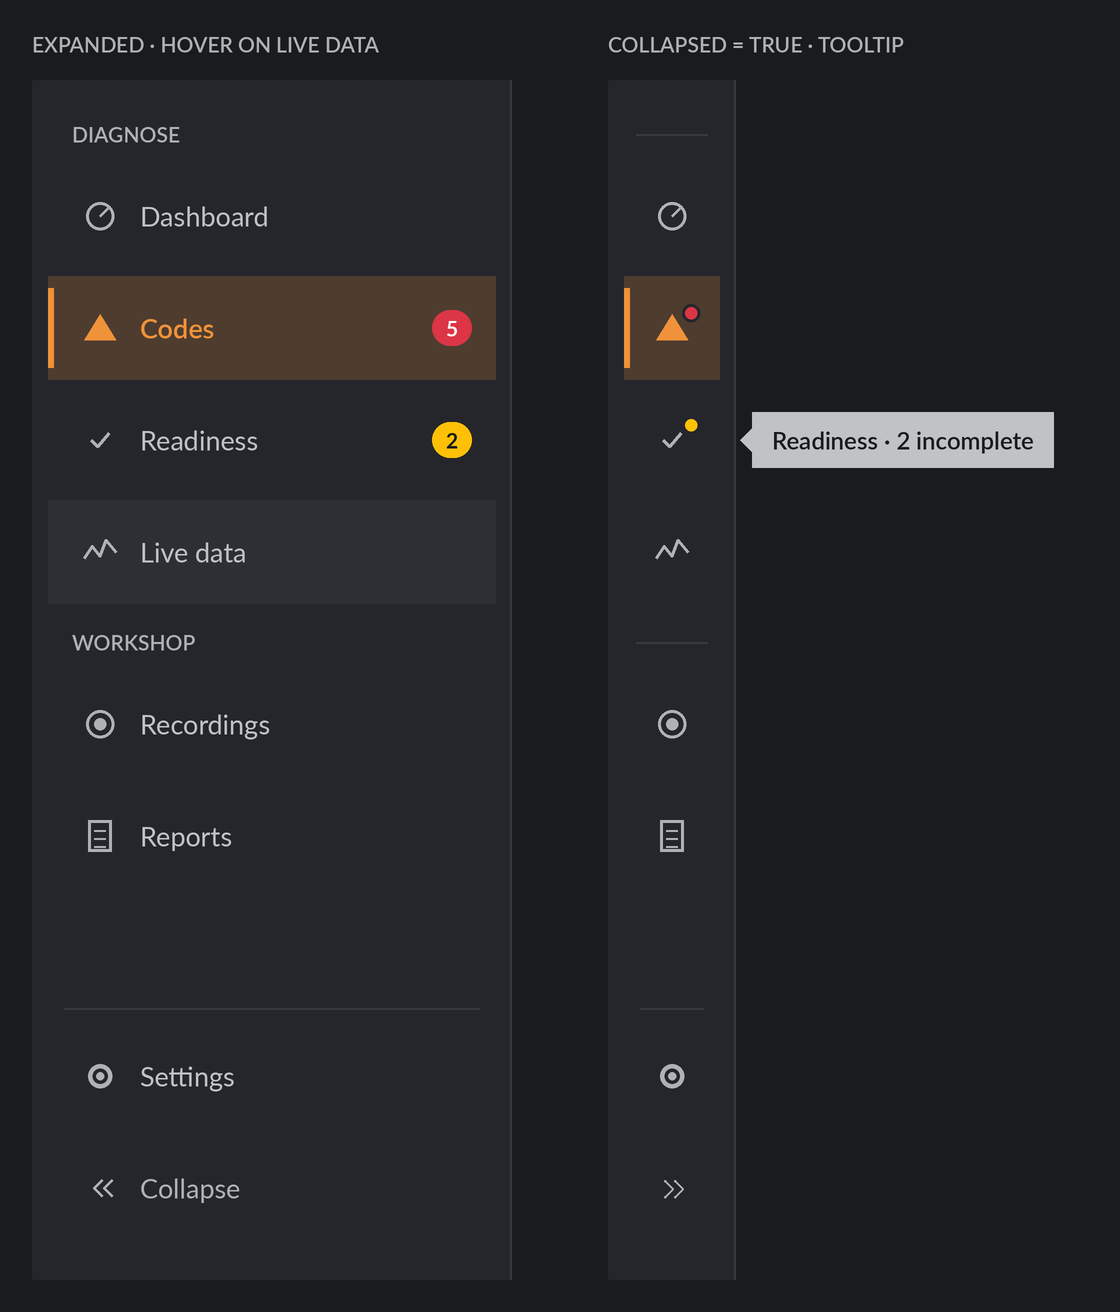 EXPANDED · HOVER ON LIVE DATA
DIAGNOSE
Dashboard
Codes 5
Readiness 2
Live data
WORKSHOP
Recordings
Reports
Settings
Collapse
COLLAPSED = TRUE · TOOLTIP
Readiness · 2 incomplete